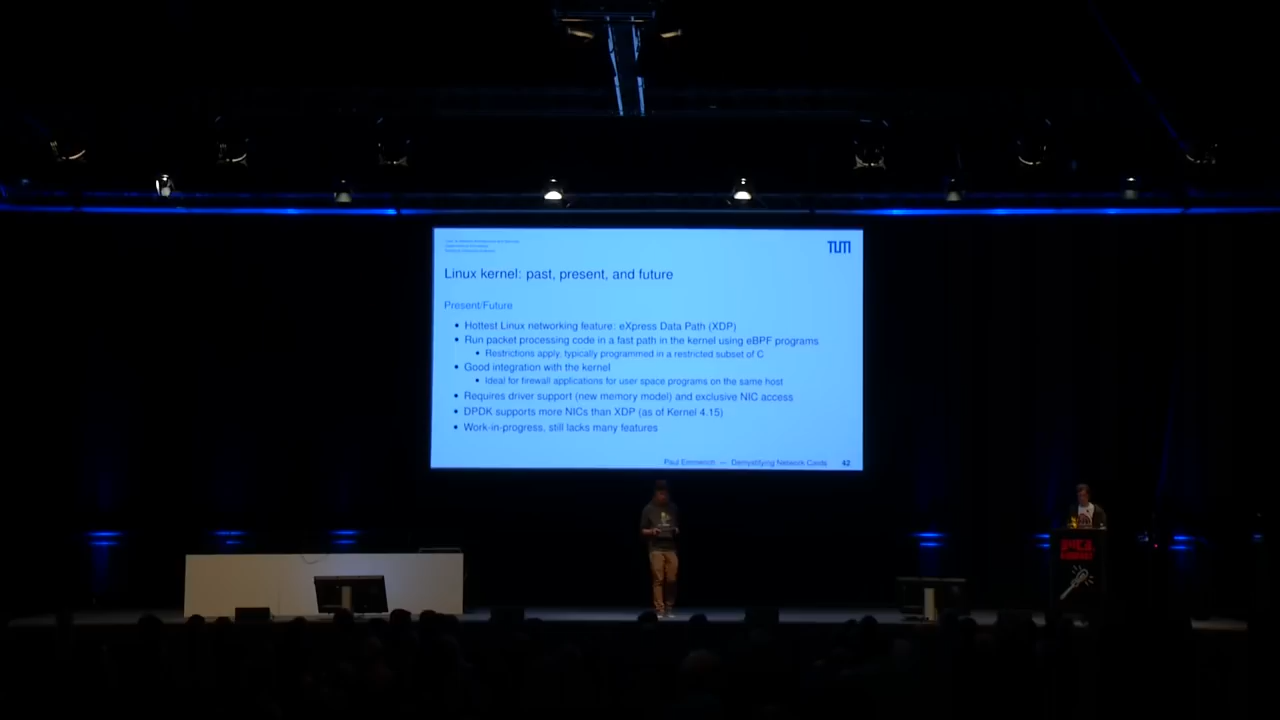 TUM
Linux kernel: past, present, and future
Present/Future
• Hottest Linux networking feature: eXpress Data Path (XDP)
• Run packet processing code in a fast path in the kernel using eBPF programs
• Restrictions apply, typically programmed in a restricted subset of C
• Good integration with the kernel
• Ideal for firewall applications for user space programs on the same host
• Requires driver support (new memory model) and exclusive NIC access
• DPDK supports more NICs than XDP (as of Kernel 4.15)
• Work-in-progress, still lacks many features
Paul Emmerich — Demystifying Network Cards 42